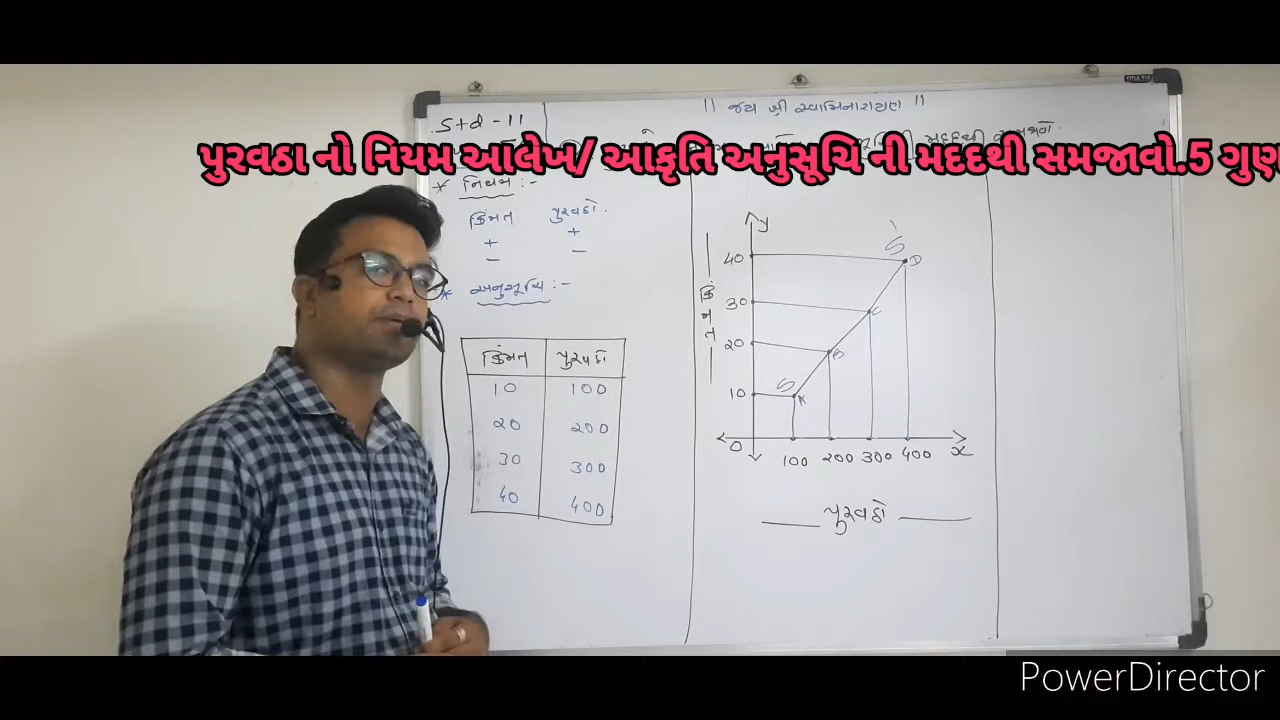 || જય શ્રી સ્વામિનારાયણ ||
Std - 11
મદદથી સમજાવો.
પુરવઠા નો નિયમ આલેખ/ આકૃતિ અનુસૂચિ ની મદદથી સમજાવો.5 ગુણ
* નિયમ :-
કિંમત પુરવઠો.
+ +
- -
* અનુસૂચિ :-
કિંમત પુરવઠો
10 100
20 200
30 300
40 400
y
S'
40 D
30 C
કિંમત
20 B
S
10 A
0 100 200 300 400 x
પુરવઠો
PowerDirector